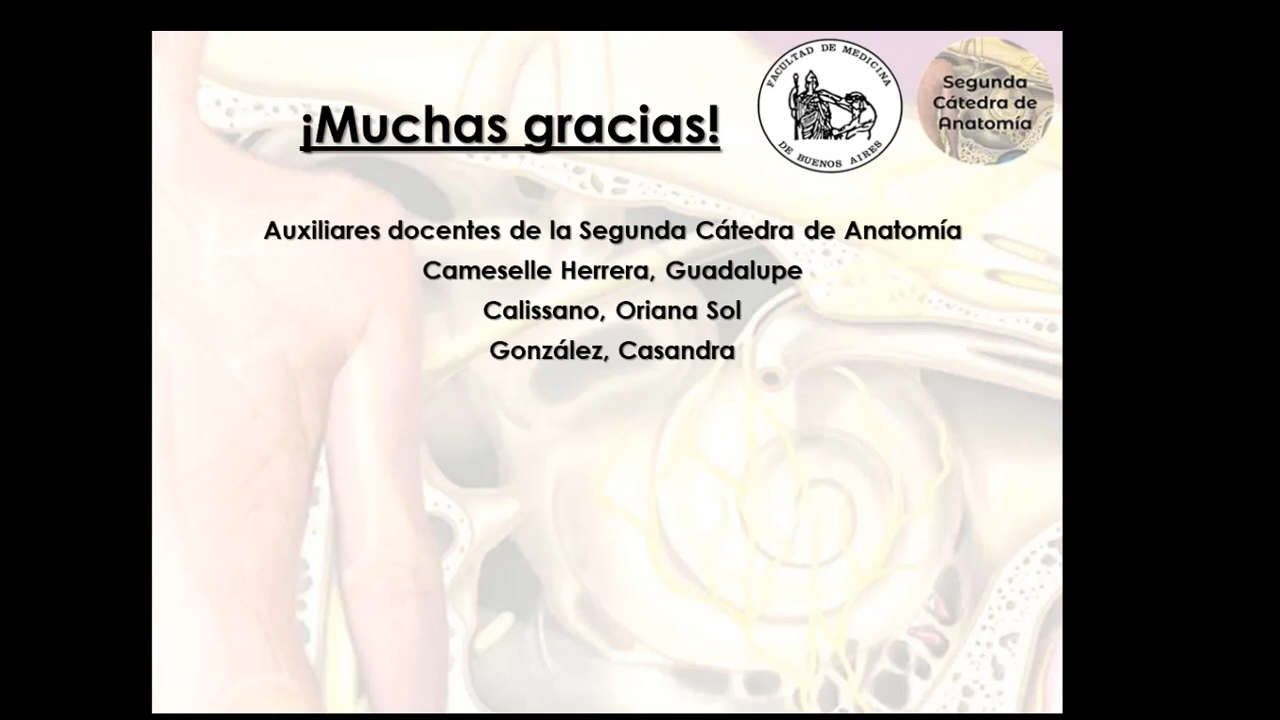 ¡Muchas gracias!
FACULTAD DE MEDICINA
DE BUENOS AIRES
Segunda
Cátedra de
Anatomía
Auxiliares docentes de la Segunda Cátedra de Anatomía
Cameselle Herrera, Guadalupe
Calissano, Oriana Sol
González, Casandra